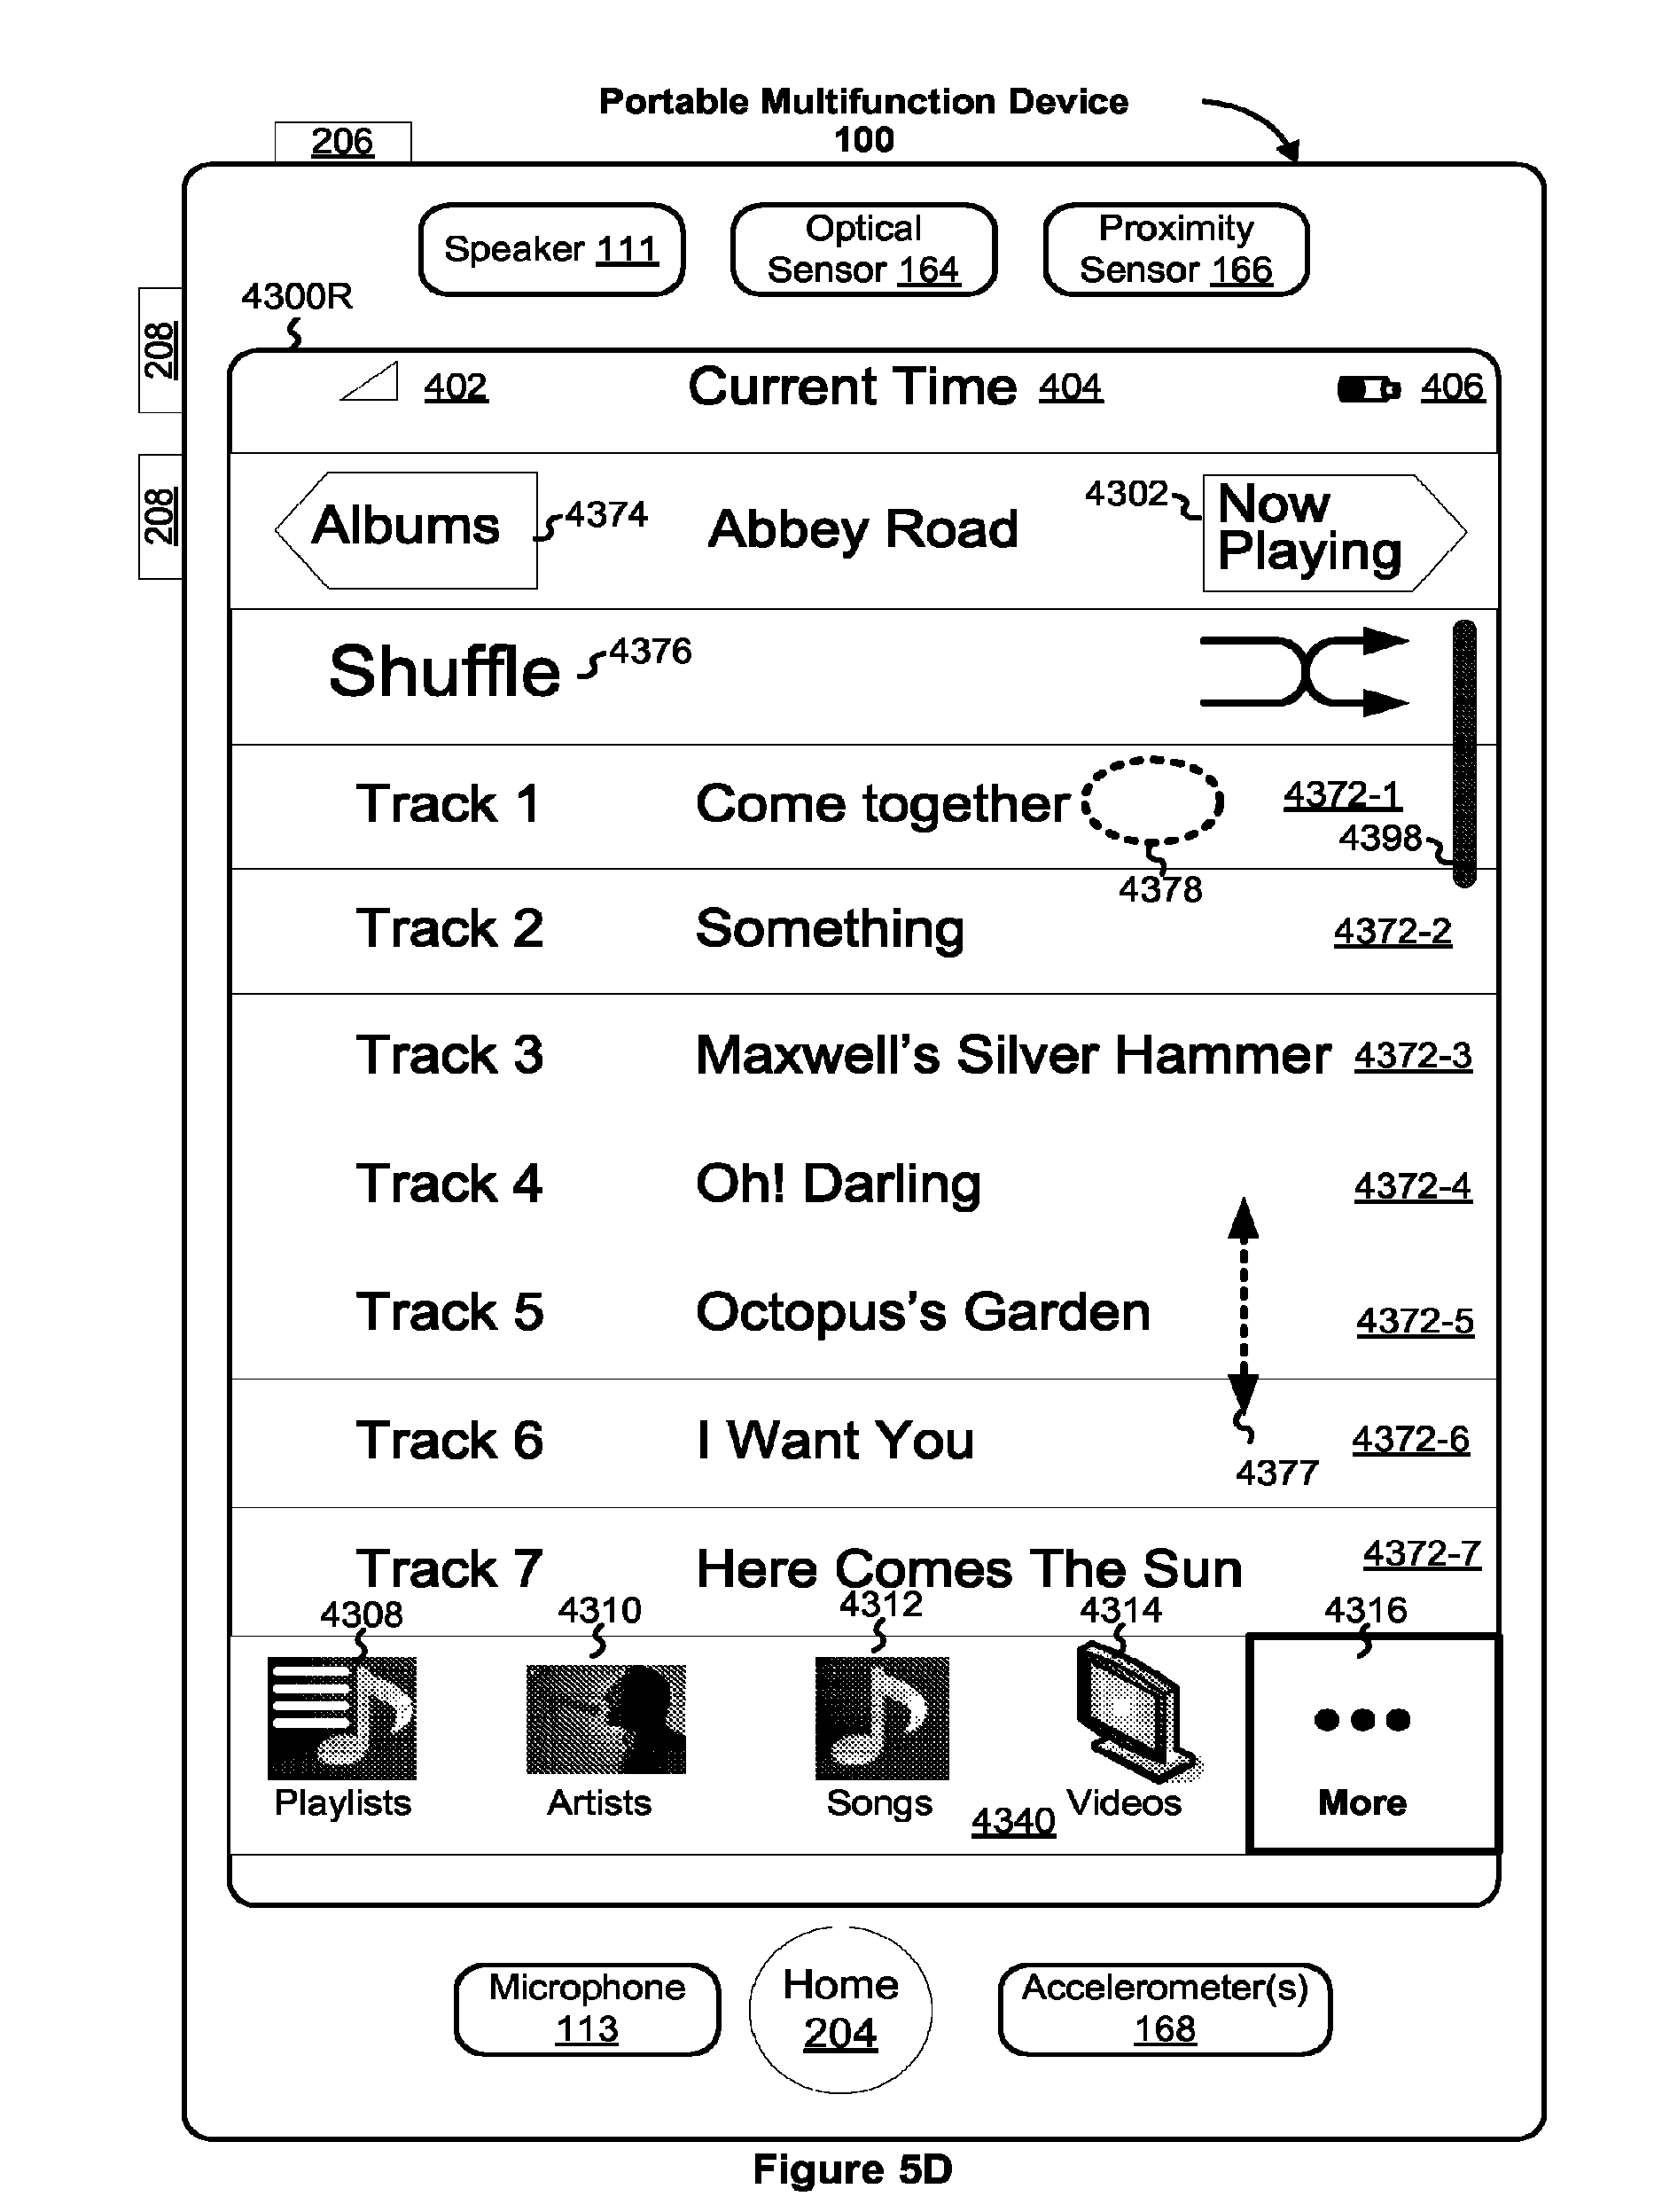 Portable Multifunction Device
100
206
Speaker 111
Optical
Sensor 164
Proximity
Sensor 166
4300R
208
208
402
Current Time 404
406
Albums
4374
Abbey Road
4302
Now
Playing
Shuffle
4376
Track 1 Come together 4372-1
4398
4378
Track 2 Something 4372-2
Track 3 Maxwell’s Silver Hammer 4372-3
Track 4 Oh! Darling 4372-4
Track 5 Octopus’s Garden 4372-5
Track 6 I Want You 4372-6
4377
Track 7 Here Comes The Sun 4372-7
4308 4310 4312 4314 4316
Playlists Artists Songs Videos More
4340
Microphone
113
Home
204
Accelerometer(s)
168
Figure 5D